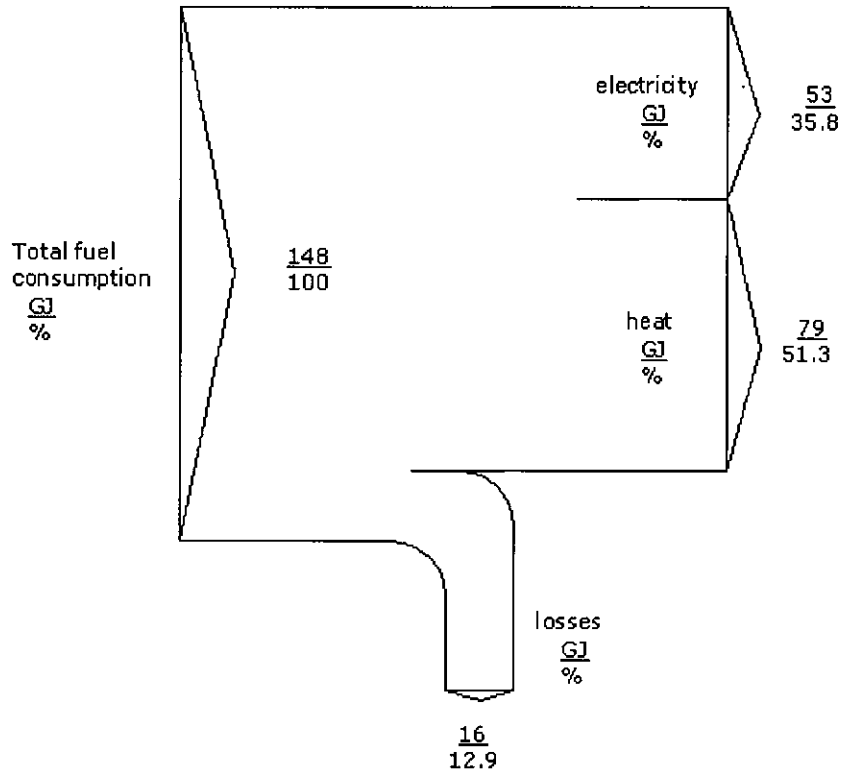 electricity
GJ
%
53
35.8
Total fuel
consumption
GJ
%
148
100
heat
GJ
%
79
51.3
losses
GJ
%
16
12.9